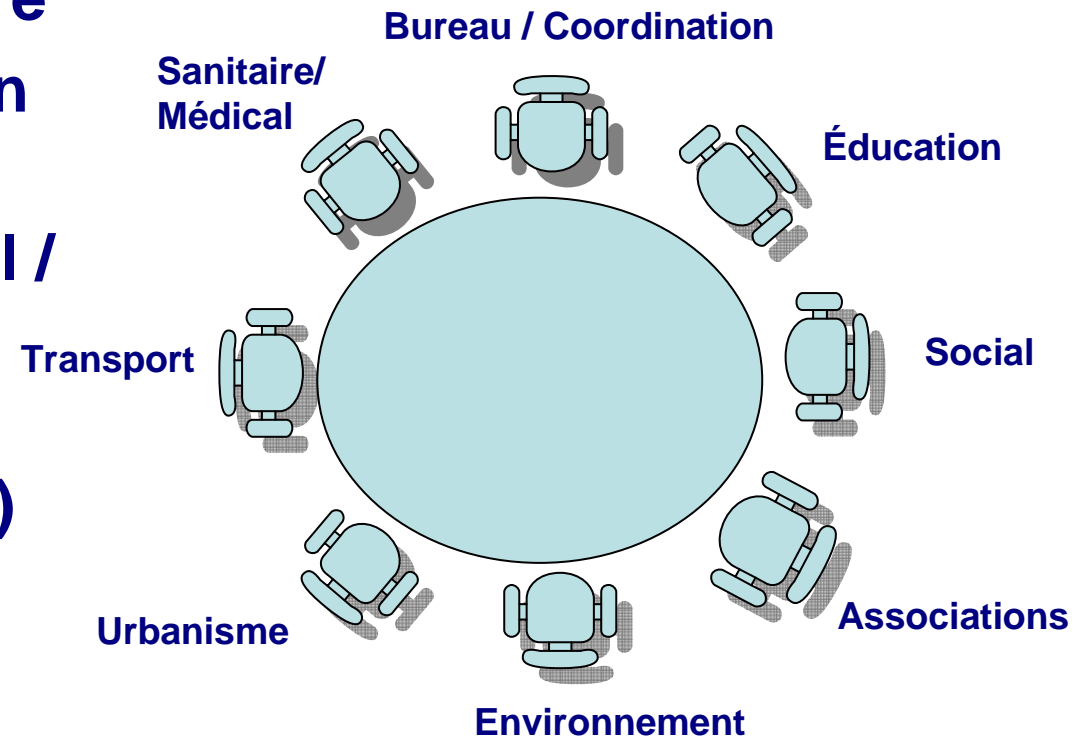 Bureau / Coordination
Sanitaire/
Médical
Éducation
l /
Transport
Social
)
Urbanisme
Associations
Environnement